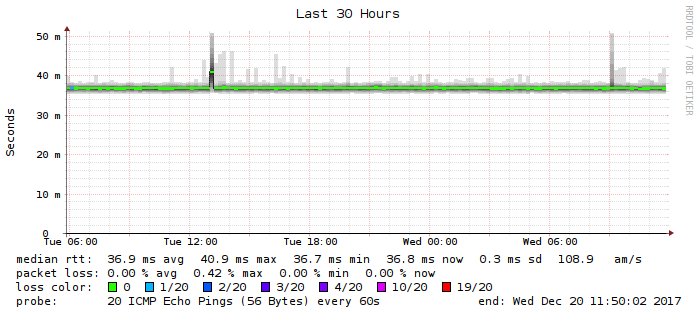 Last 30 Hours
RRDTOOL / TOBI OETIKER
Seconds
50 m
40 m
30 m
20 m
10 m
0
Tue 06:00 Tue 12:00 Tue 18:00 Wed 00:00 Wed 06:00
median rtt: 36.9 ms avg 40.9 ms max 36.7 ms min 36.8 ms now 0.3 ms sd 108.9 am/s
packet loss: 0.00 % avg 0.42 % max 0.00 % min 0.00 % now
loss color: 0 1/20 2/20 3/20 4/20 10/20 19/20
probe: 20 ICMP Echo Pings (56 Bytes) every 60s end: Wed Dec 20 11:50:02 2017